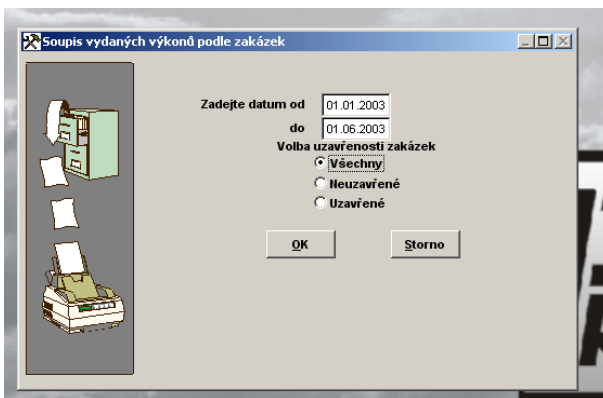 Soupis vydaných výkonů podle zakázek
Zadejte datum od 01.01.2003
do 01.06.2003
Volba uzavřenosti zakázek
Všechny
Neuzavřené
Uzavřené
OK Storno